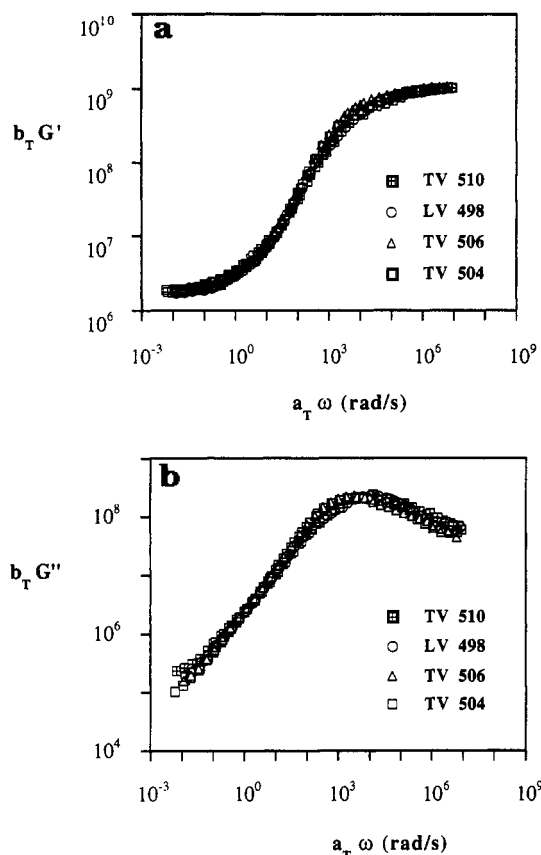 a
10^10
10^9
10^8
10^7
10^6
b_T G'
TV 510
LV 498
TV 506
TV 504
10^-3 10^0 10^3 10^6 10^9
a_T ω (rad/s)
b
10^8
10^6
10^4
b_T G''
TV 510
LV 498
TV 506
TV 504
10^-3 10^0 10^3 10^6 10^9
a_T ω (rad/s)